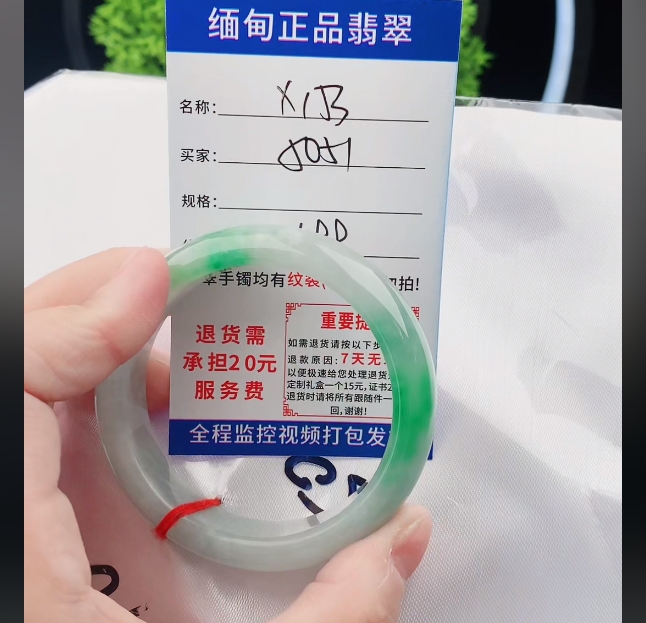 缅甸正品翡翠
名称:
买家:
规格:
翠手镯均有纹装
拍!
退货需
承担20元
服务费
重要提
如需退货请按以下步
退款原因:7天无
以便极速给您处理退货
定制礼盒一个15元,证书2
退货时请将所有跟随件一
回,谢谢!
全程监控视频打包发